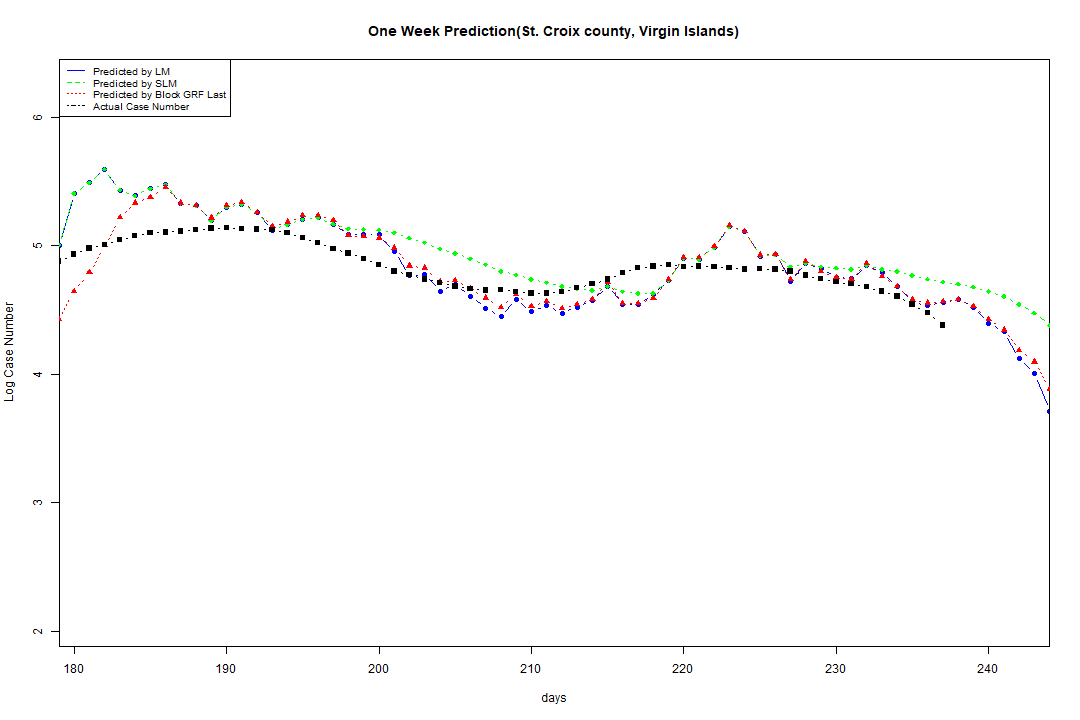 One Week Prediction(St. Croix county, Virgin Islands)
Predicted by LM
Predicted by SLM
Predicted by Block GRF Last
Actual Case Number
6
5
4
3
2
Log Case Number
180 190 200 210 220 230 240
days